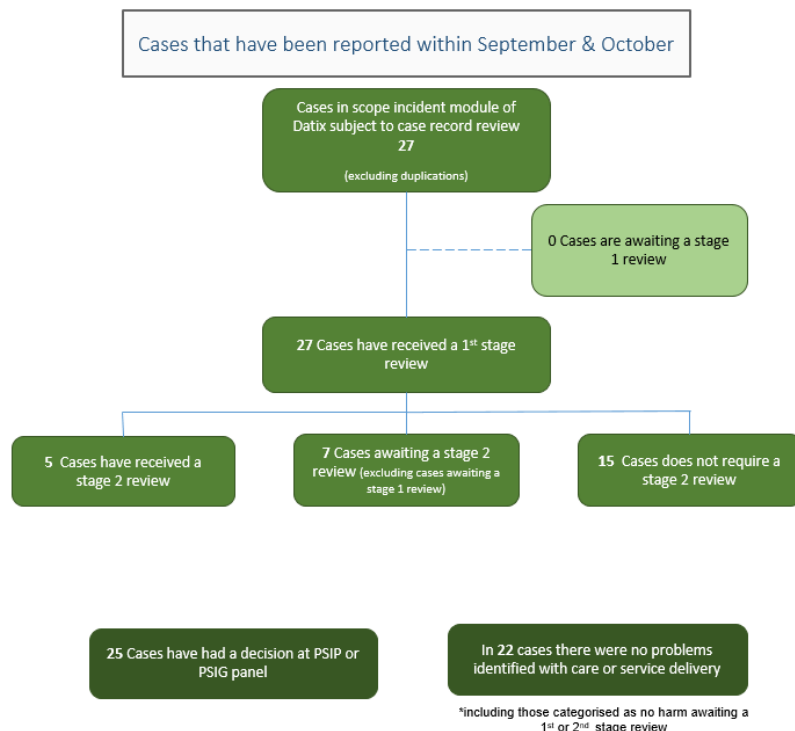 Cases that have been reported within September & October
Cases in scope incident module of
Datix subject to case record review
27
(excluding duplications)
0 Cases are awaiting a stage
1 review
27 Cases have received a 1st stage
review
5 Cases have received a
stage 2 review
7 Cases awaiting a stage 2
review (excluding cases awaiting a
stage 1 review)
15 Cases does not require a
stage 2 review
25 Cases have had a decision at PSIP or
PSIG panel
In 22 cases there were no problems
identified with care or service delivery
*including those categorised as no harm awaiting a
1st or 2nd stage review